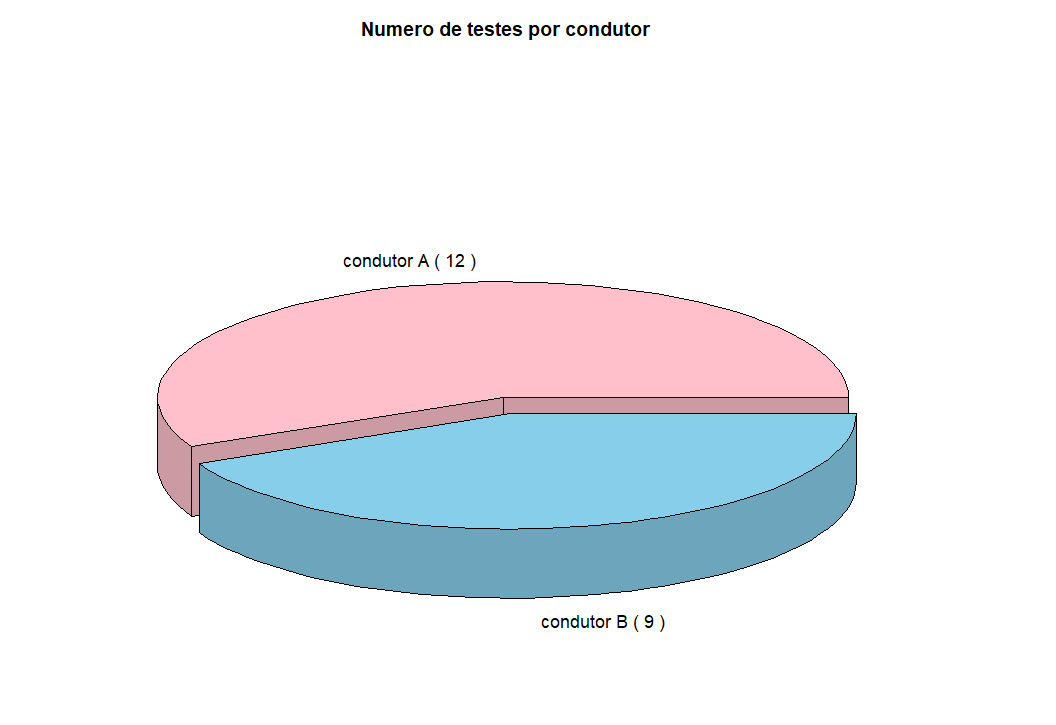 Numero de testes por condutor
condutor A ( 12 )
condutor B ( 9 )